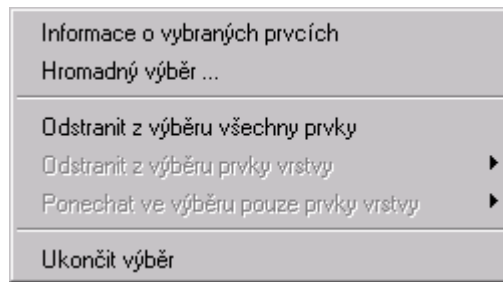 Informace o vybraných prvcích
Hromadný výběr ...
Odstranit z výběru všechny prvky
Odstranit z výběru prvky vrstvy
Ponechat ve výběru pouze prvky vrstvy
Ukončit výběr